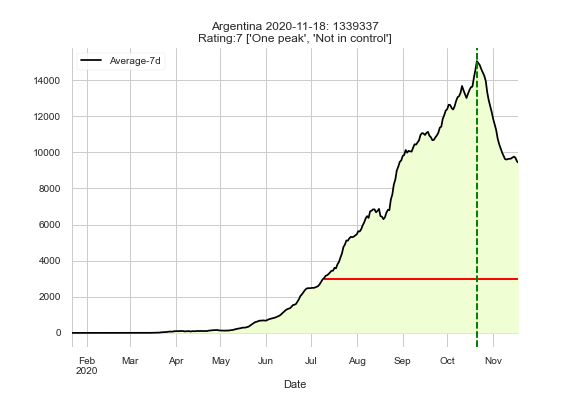 Argentina 2020-11-18: 1339337
Rating:7 ['One peak', 'Not in control']
Average-7d
14000
12000
10000
8000
6000
4000
2000
0
Feb Mar Apr May Jun Jul Aug Sep Oct Nov
2020
Date